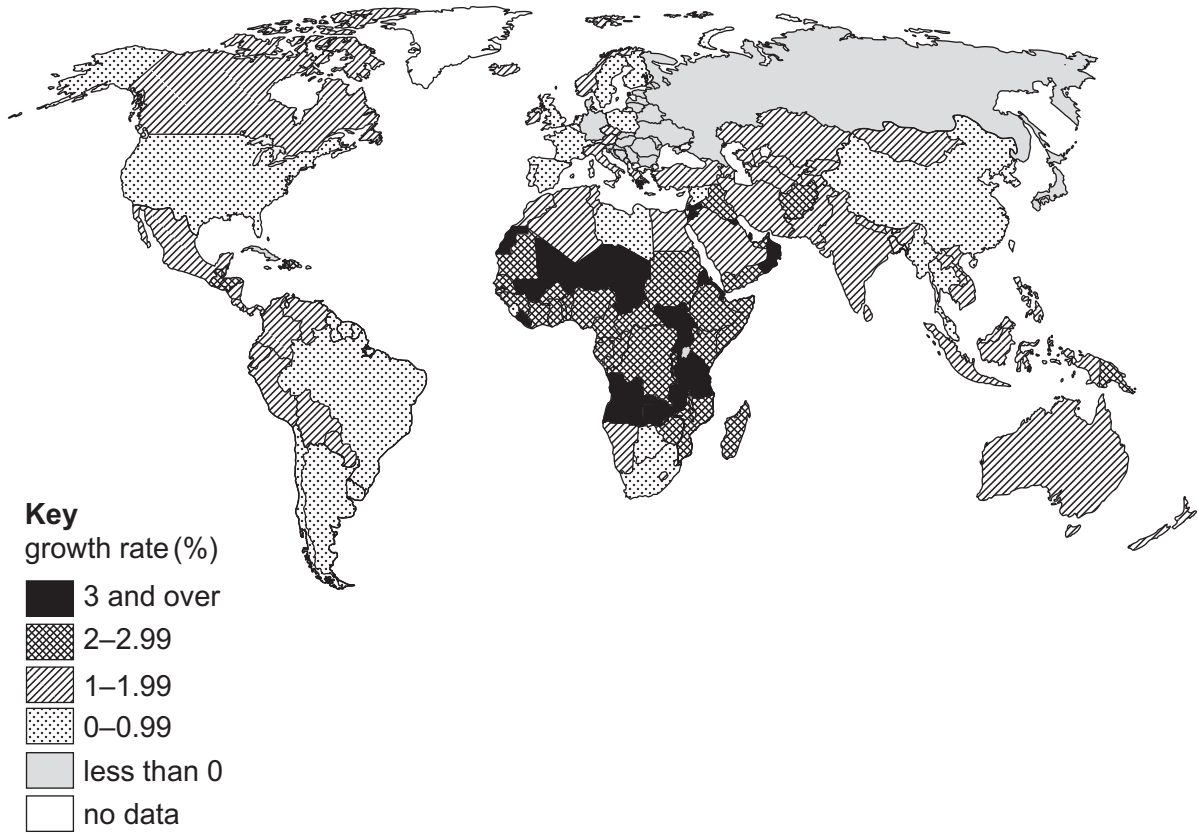 Key
growth rate (%)
3 and over
2–2.99
1–1.99
0–0.99
less than 0
no data